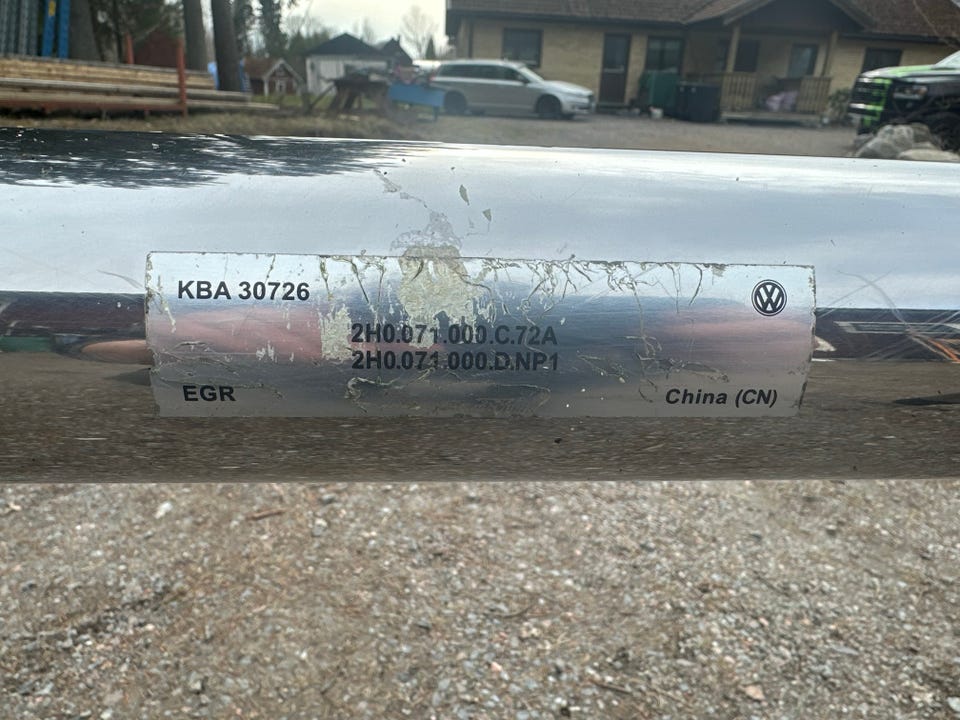 KBA 30726
2H0.071.000.C.72A
2H0.071.000.D.NP1
EGR
China (CN)